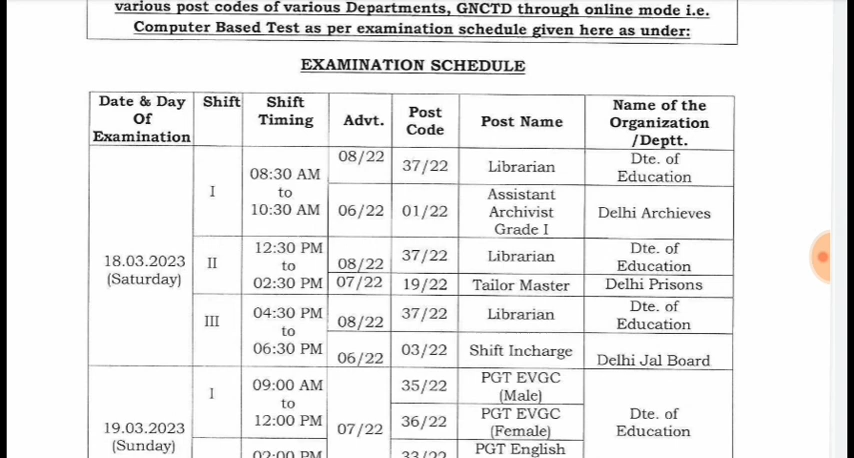 various post codes of various Departments, GNCTD through online mode i.e.
Computer Based Test as per examination schedule given here as under:
EXAMINATION SCHEDULE
Date & Day Of Examination Shift Shift Timing Advt. Post Code Post Name Name of the Organization /Deptt.
18.03.2023 (Saturday) I 08:30 AM to 10:30 AM 08/22 37/22 Librarian Dte. of Education
06/22 01/22 Assistant Archivist Grade I Delhi Archieves
II 12:30 PM to 02:30 PM 08/22 37/22 Librarian Dte. of Education
07/22 19/22 Tailor Master Delhi Prisons
III 04:30 PM to 06:30 PM 08/22 37/22 Librarian Dte. of Education
06/22 03/22 Shift Incharge Delhi Jal Board
19.03.2023 (Sunday) I 09:00 AM to 12:00 PM 07/22 35/22 PGT EVGC (Male) Dte. of Education
36/22 PGT EVGC (Female)
02:00 PM 33/22 PGT English